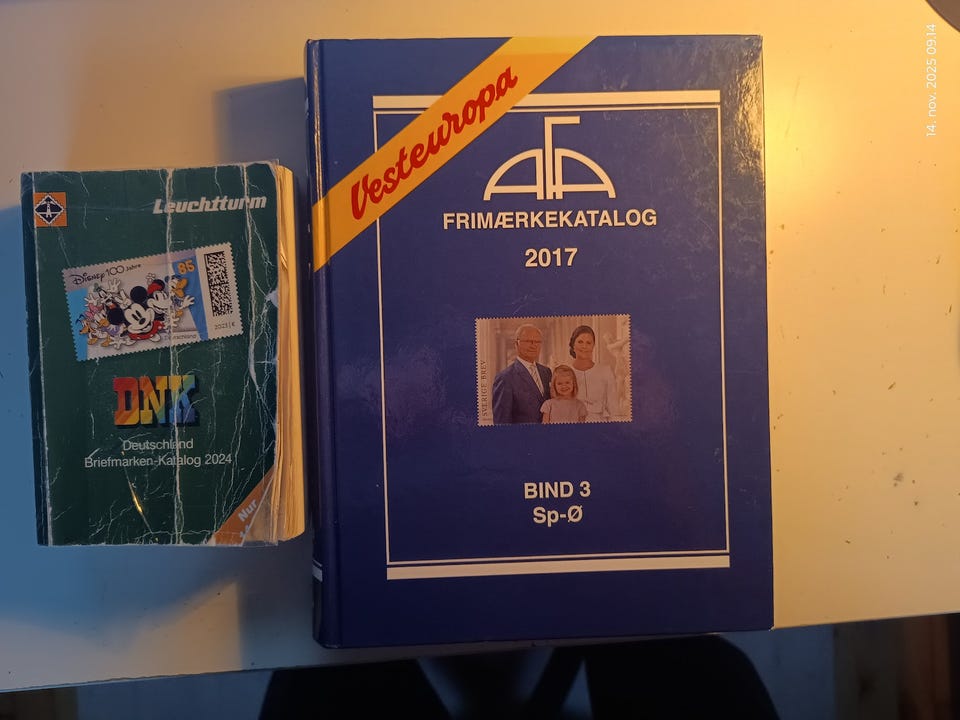 Leuchtturm
Disney 100 Jahre
85
2023 | €
Deutschland
DNK
Deutschland
Briefmarken-Katalog 2024
Nur
Vesteuropa
AFA
FRIMÆRKEKATALOG
2017
SVERIGE BREV
BIND 3
Sp-Ø
14. nov. 2025 09.14